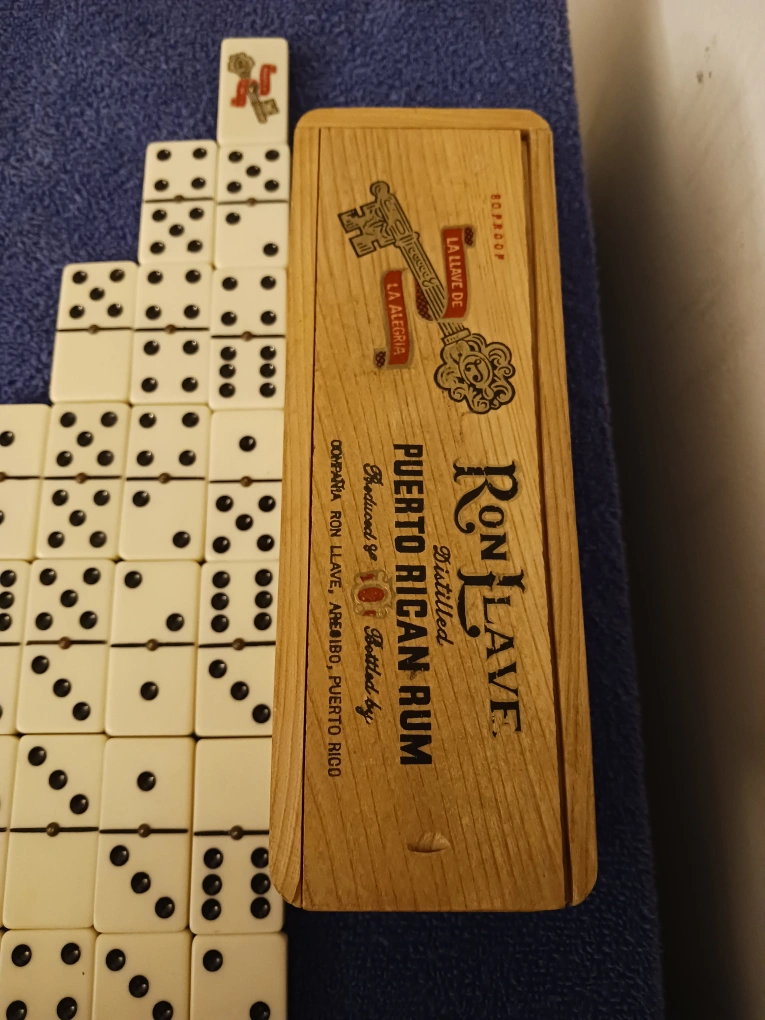 80 PROOF
LA LLAVE DE
LA ALEGRIA
RON LLAVE
Distilled
PUERTO RICAN RUM
Produced & Bottled by
COMPAÑIA RON LLAVE, ARECIBO, PUERTO RICO